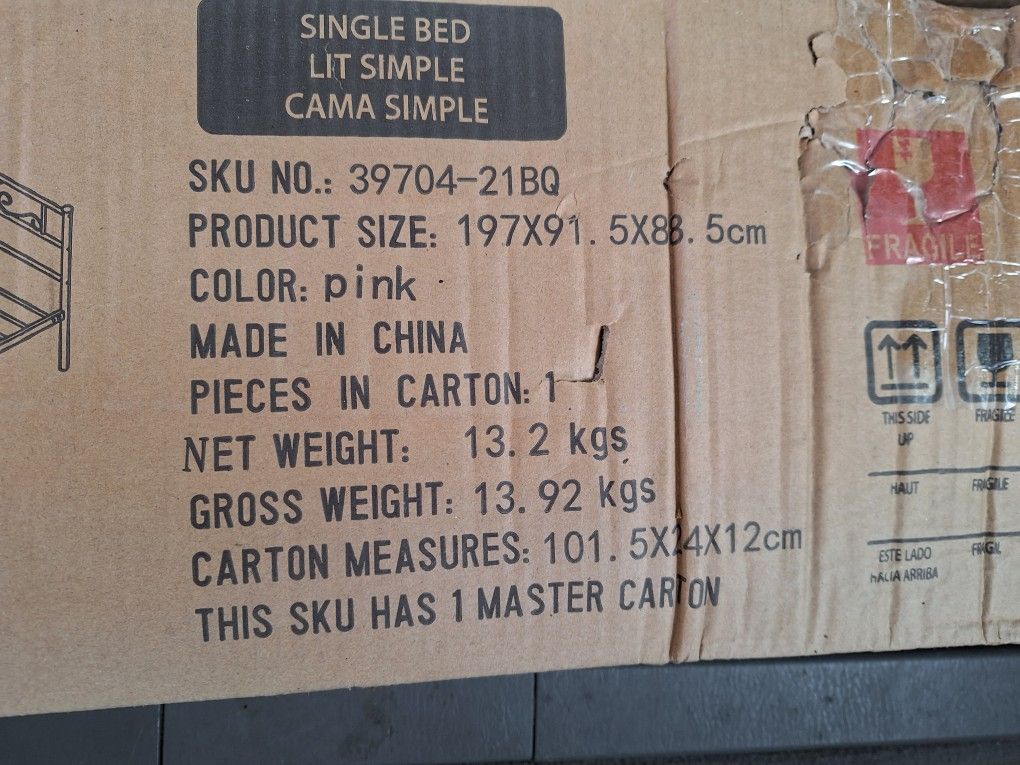 SINGLE BED
LIT SIMPLE
CAMA SIMPLE
SKU NO.: 39704-21BQ
PRODUCT SIZE: 197X91.5X88.5cm
COLOR: pink
MADE IN CHINA
PIECES IN CARTON: 1
NET WEIGHT: 13.2 kgs
GROSS WEIGHT: 13.92 kgs
CARTON MEASURES: 101.5X24X12cm
THIS SKU HAS 1 MASTER CARTON
FRAGILE
THIS SIDE UP
HAUT
ESTE LADO
HACIA ARRIBA
FRAGILE
FRAGILE
FRAGIL